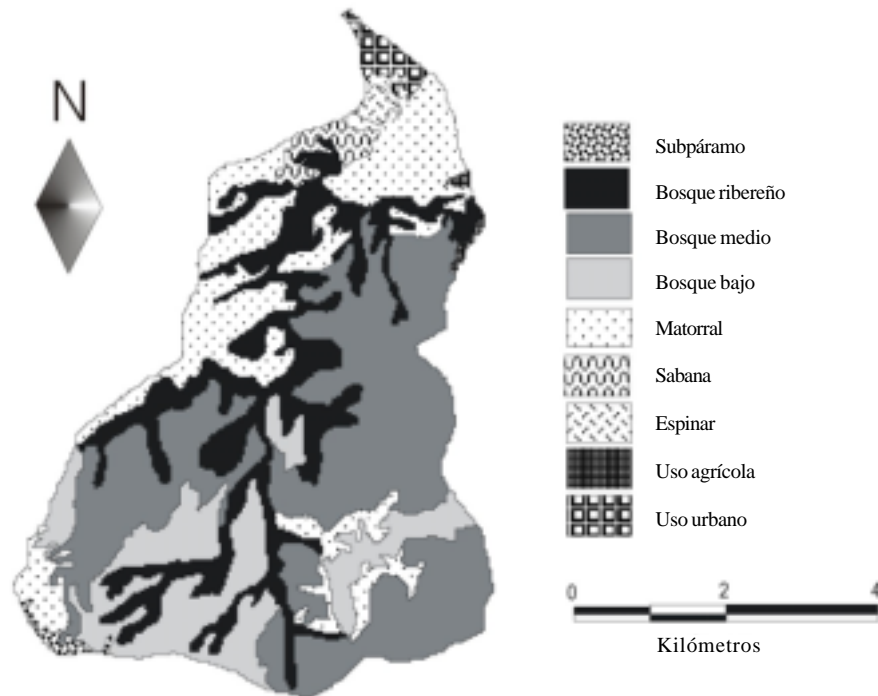 N
Subpáramo
Bosque ribereño
Bosque medio
Bosque bajo
Matorral
Sabana
Espinar
Uso agrícola
Uso urbano
0 2 4
Kilómetros